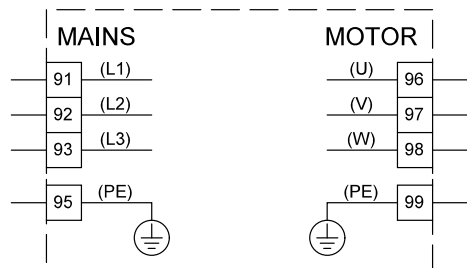 MAINS MOTOR
91 (L1) (U) 96
92 (L2) (V) 97
93 (L3) (W) 98
95 (PE) (PE) 99